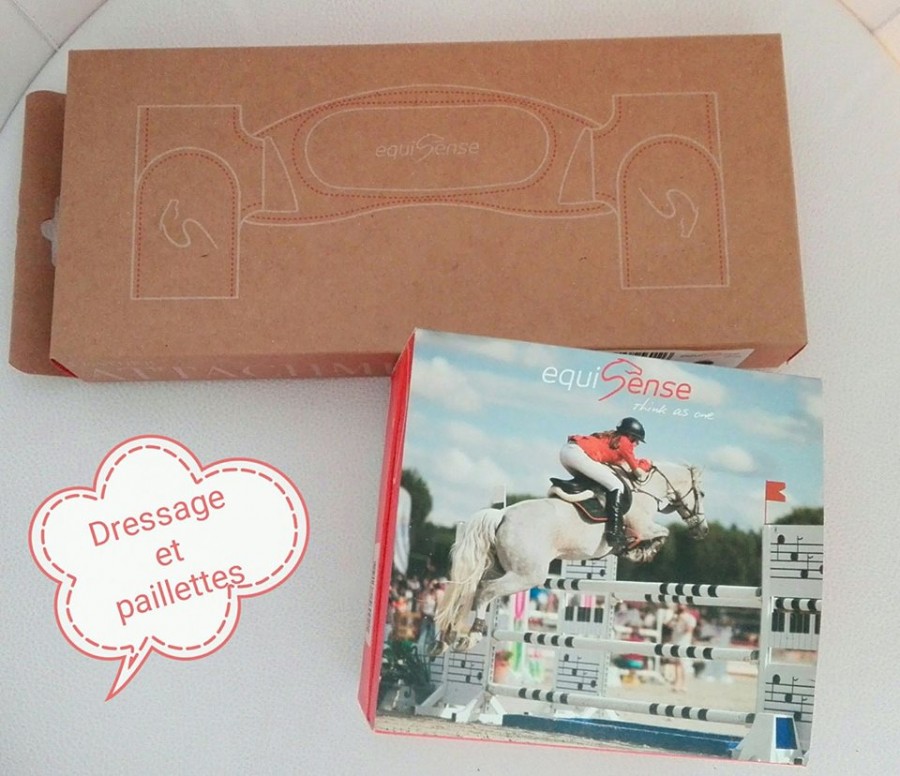 equisense
equisense
Think as one
Dressage
et
paillettes